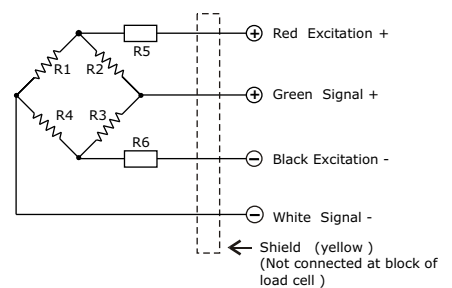 Red Excitation +
R5
R1
R2
Green Signal +
R4
R3
R6
Black Excitation -
White Signal -
Shield (yellow )
(Not connected at block of
load cell )